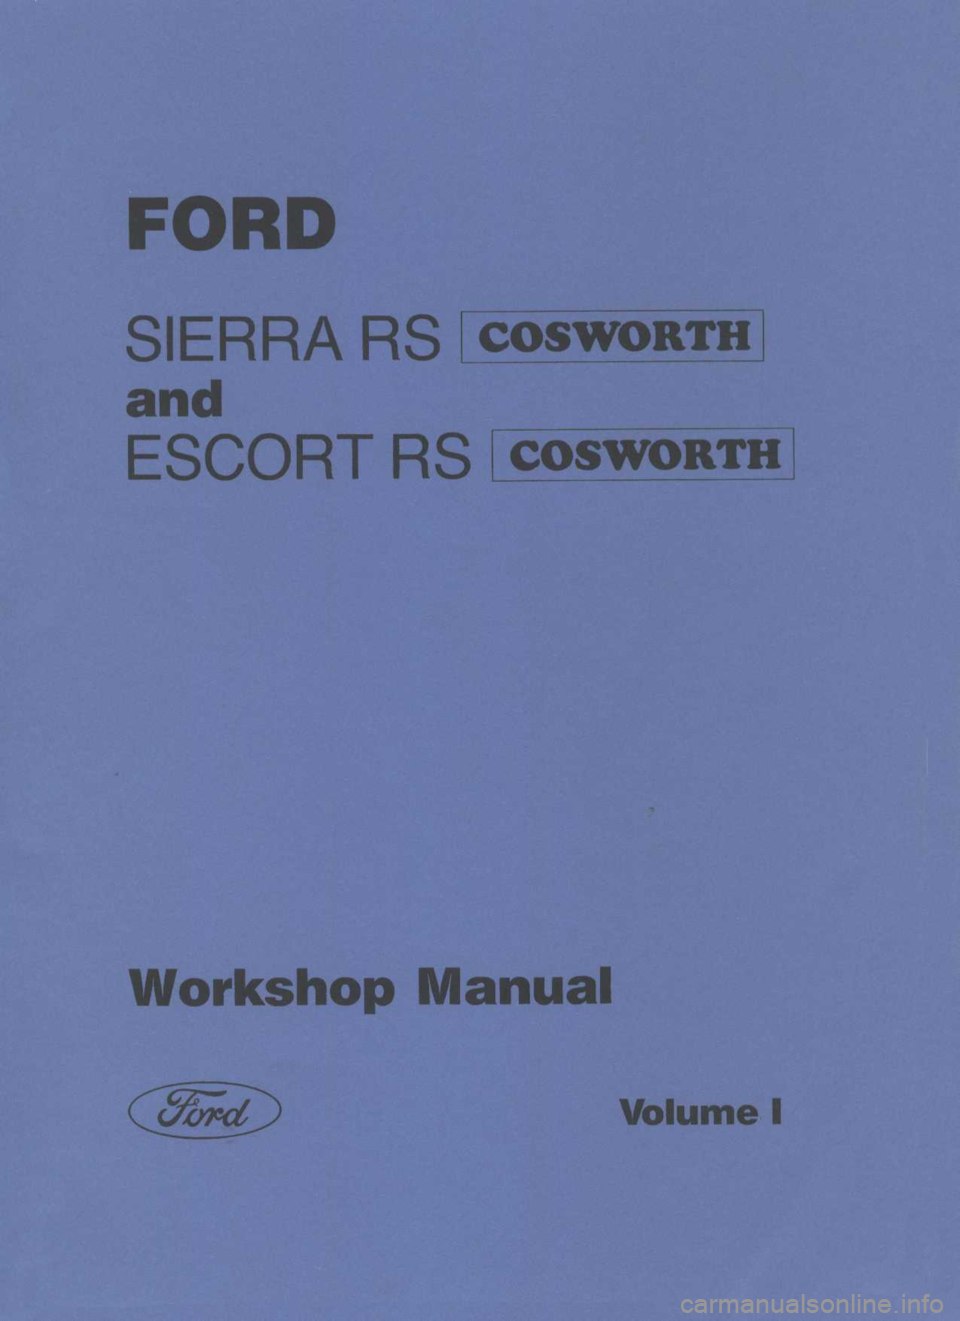 FORD
SIERRA RS COSWORTH
and
ESCORT RS COSWORTH
Workshop Manual
Ford
Volume I
carmanualsonline.info